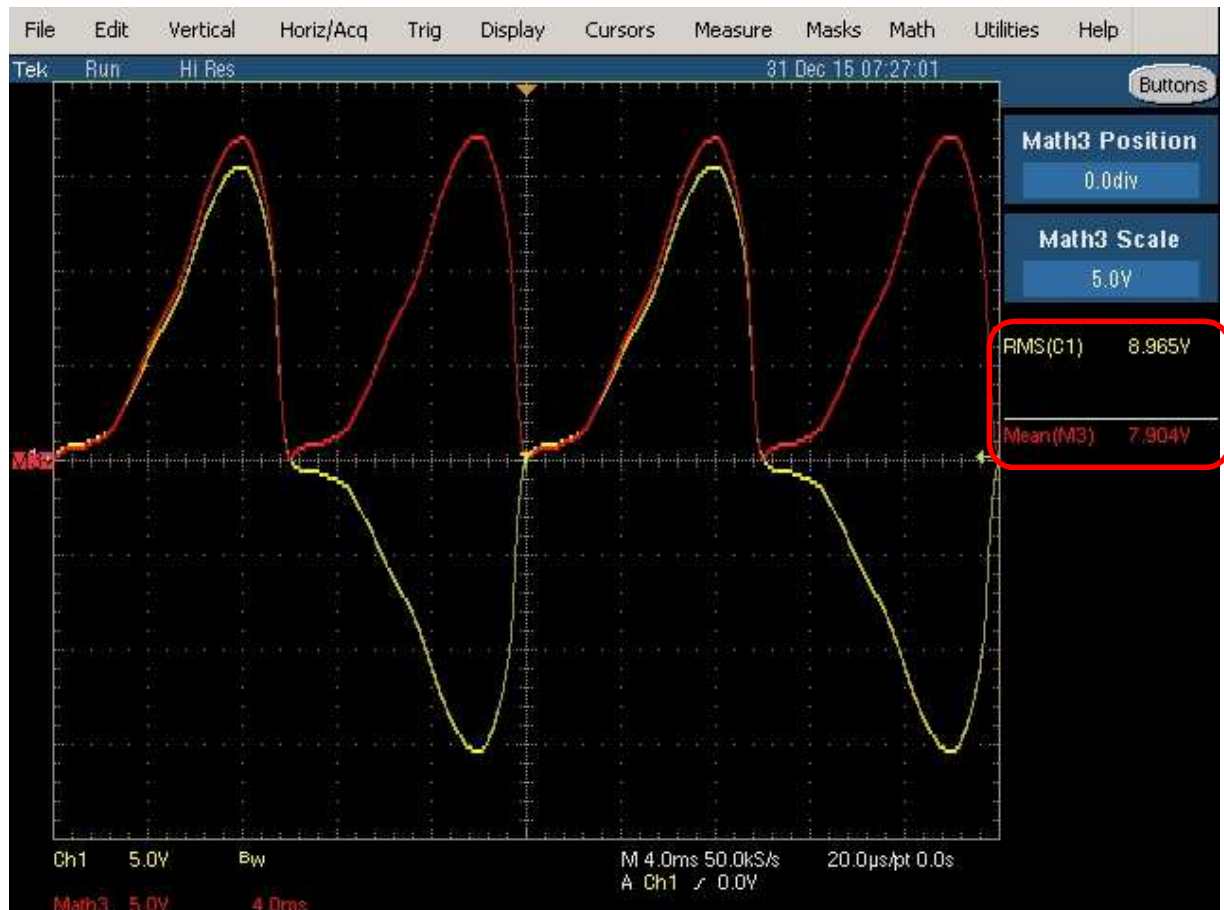 File Edit Vertical Horiz/Acq Trig Display Cursors Measure Masks Math Utilities Help
Tek Run Hi Res 31 Dec 15 07:27:01 Buttons
Math3 Position
0.0div
Math3 Scale
5.0V
RMS(C1) 8.965V
Mean(M3) 7.904V
Ch1 5.0V Bw M 4.0ms 50.0kS/s 20.0µs/pt 0.0s
A Ch1 0.0V
Math3 5.0V 4.0ms